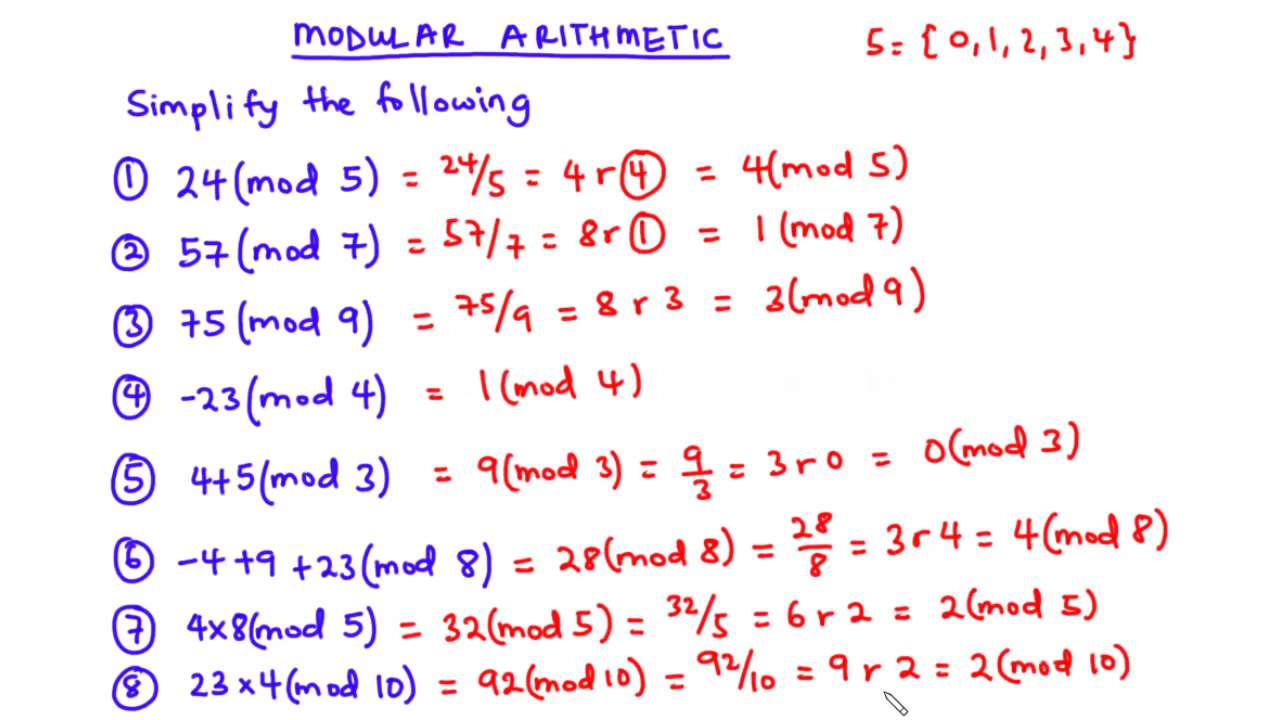 MODULAR ARITHMETIC 5 = { 0, 1, 2, 3, 4 }
Simplify the following
① 24 (mod 5) = 24/5 = 4 r ④ = 4(mod 5)
② 57 (mod 7) = 57/7 = 8 r ① = 1 (mod 7)
③ 75 (mod 9) = 75/9 = 8 r 3 = 3(mod 9)
④ -23 (mod 4) = 1 (mod 4)
⑤ 4+5(mod 3) = 9(mod 3) = 9/3 = 3 r 0 = 0(mod 3)
⑥ -4 +9 +23(mod 8) = 28(mod 8) = 28/8 = 3 r 4 = 4(mod 8)
⑦ 4×8(mod 5) = 32(mod 5) = 32/5 = 6 r 2 = 2(mod 5)
⑧ 23×4(mod 10) = 92(mod 10) = 92/10 = 9 r 2 = 2(mod 10)